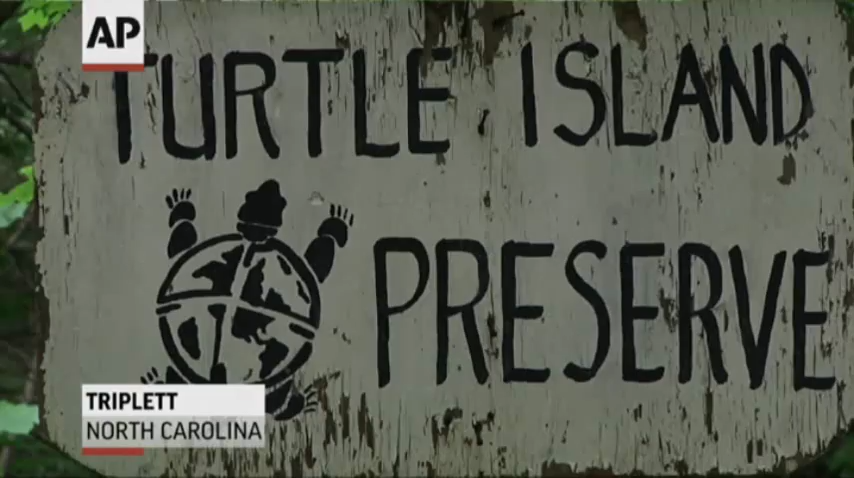 AP
TURTLE ISLAND
PRESERVE
TRIPLETT
NORTH CAROLINA